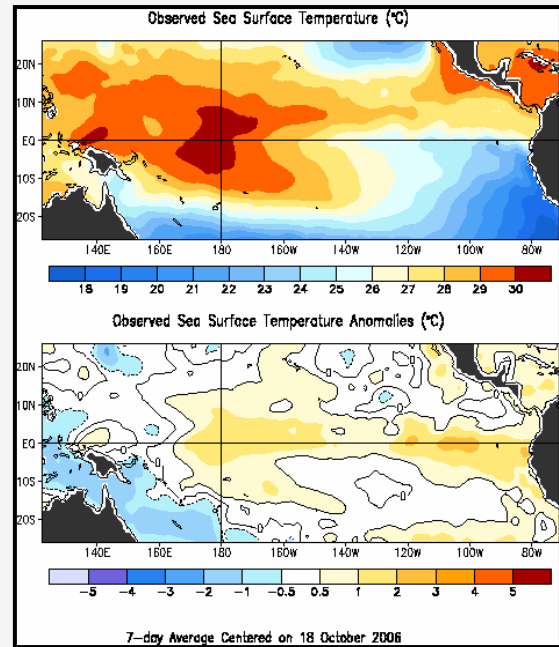 Observed Sea Surface Temperature (°C)
20N
10N
EQ
10S
20S
140E 160E 180 160W 140W 120W 100W 80W
18 19 20 21 22 23 24 25 26 27 28 29 30
Observed Sea Surface Temperature Anomalies (°C)
20N
10N
EQ
10S
20S
140E 160E 180 160W 140W 120W 100W 80W
-5 -4 -3 -2 -1 -0.5 0.5 1 2 3 4 5
7-day Average Centered on 18 October 2006